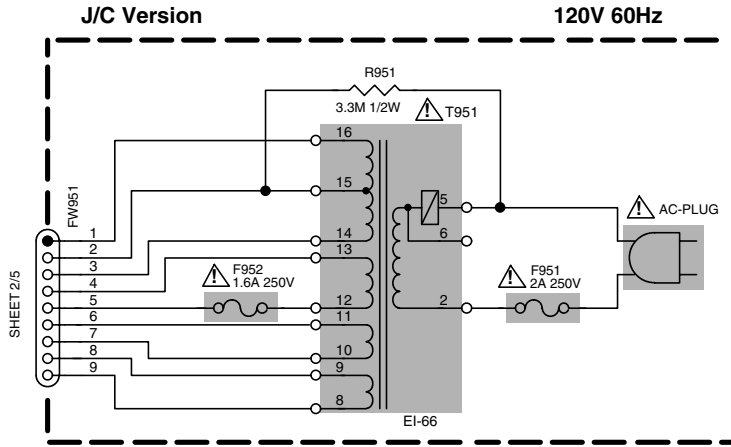 J/C Version
120V 60Hz
R951
3.3M 1/2W
T951
16
15
14
13
12
11
10
9
8
5
6
2
FW951
1
2
3
4
5
6
7
8
9
SHEET 2/5
F952
1.6A 250V
F951
2A 250V
AC-PLUG
EI-66